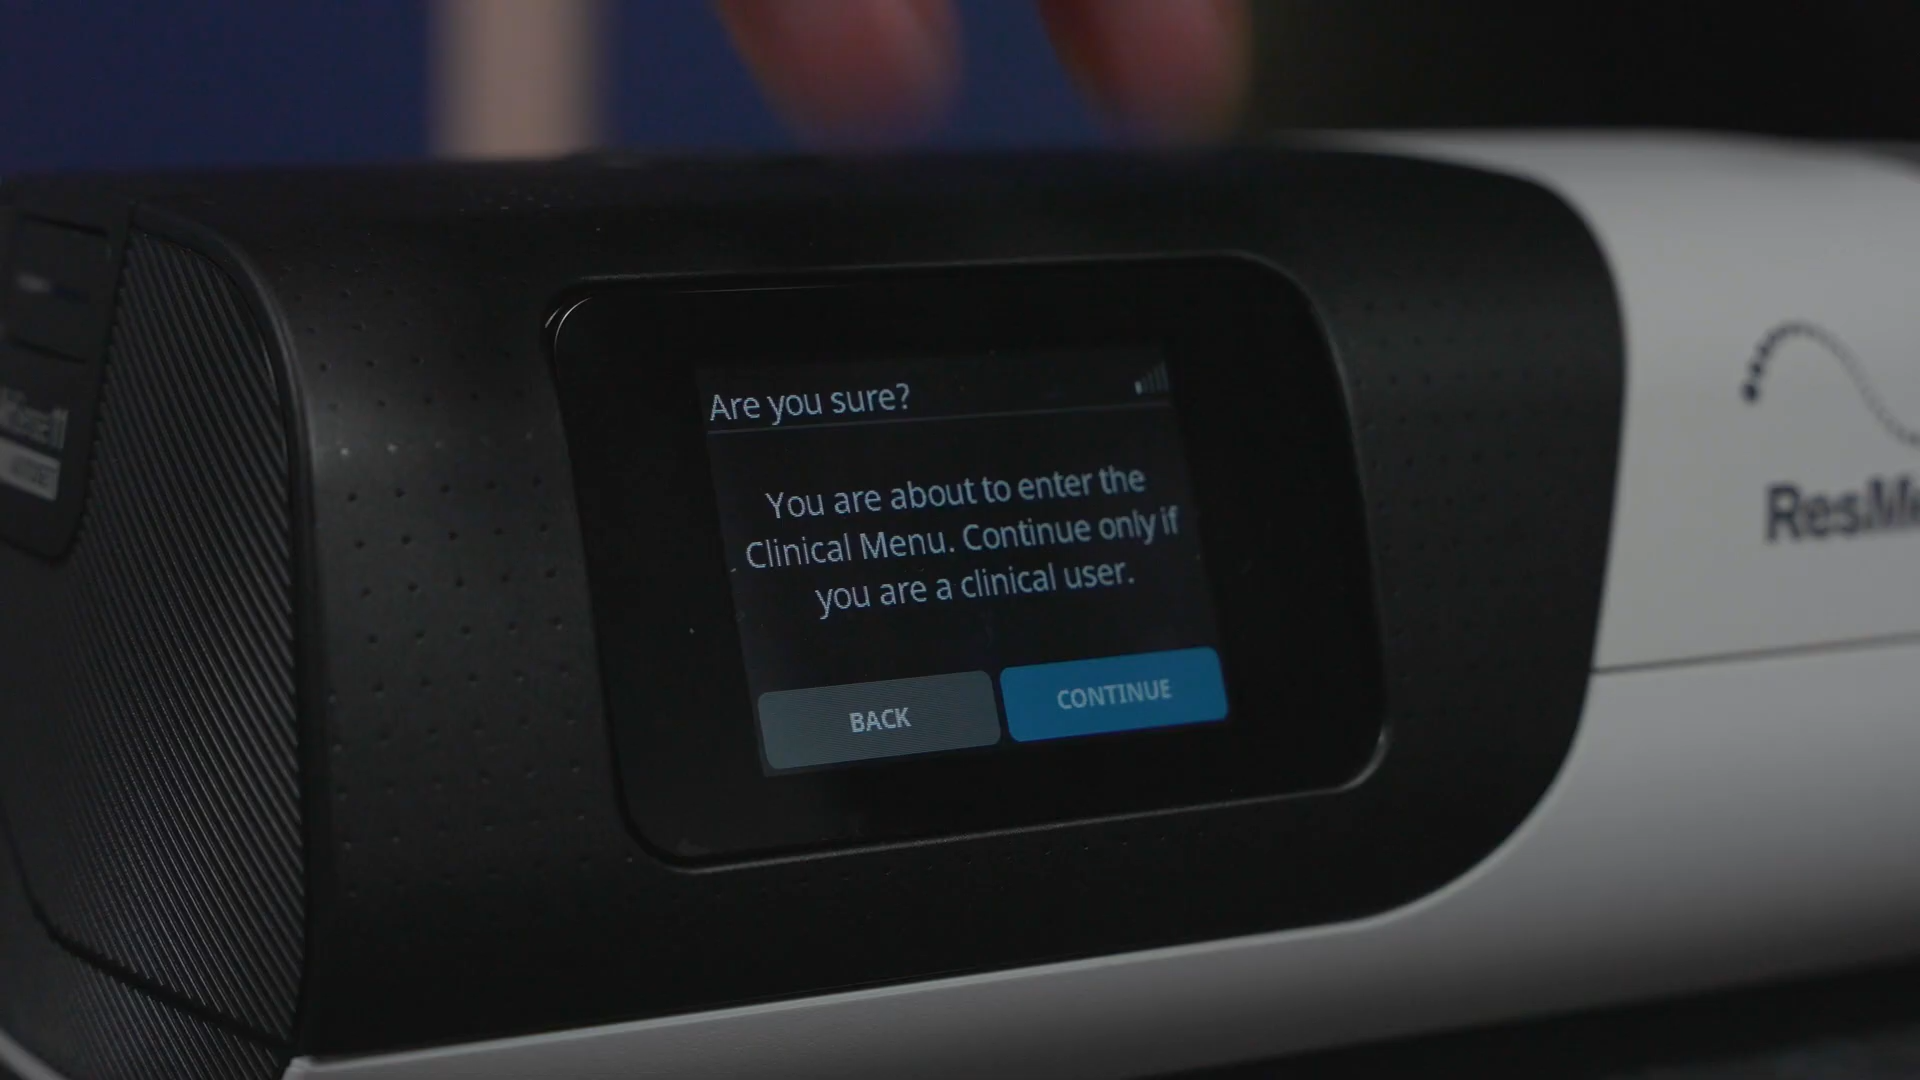 Are you sure?
You are about to enter the
Clinical Menu. Continue only if
you are a clinical user.
BACK
CONTINUE